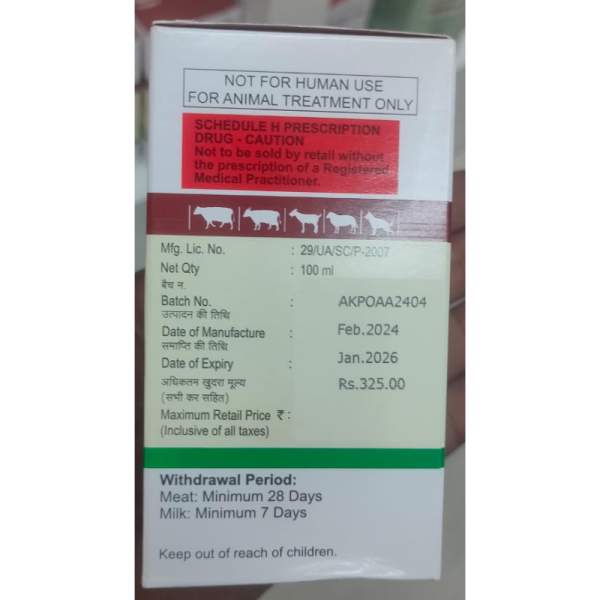 NOT FOR HUMAN USE
FOR ANIMAL TREATMENT ONLY
SCHEDULE H PRESCRIPTION
DRUG - CAUTION
Not to be sold by retail without
the prescription of a Registered
Medical Practitioner.
Mfg. Lic. No. : 29/UA/SC/P-2007
Net Qty : 100 ml
बैच न.
Batch No. : AKPOAA2404
उत्पादन की तिथि
Date of Manufacture : Feb.2024
समाप्ति की तिथि
Date of Expiry : Jan.2026
अधिकतम खुदरा मूल्य Rs.325.00
(सभी कर सहित)
Maximum Retail Price ₹ :
(Inclusive of all taxes)
Withdrawal Period:
Meat: Minimum 28 Days
Milk: Minimum 7 Days
Keep out of reach of children.